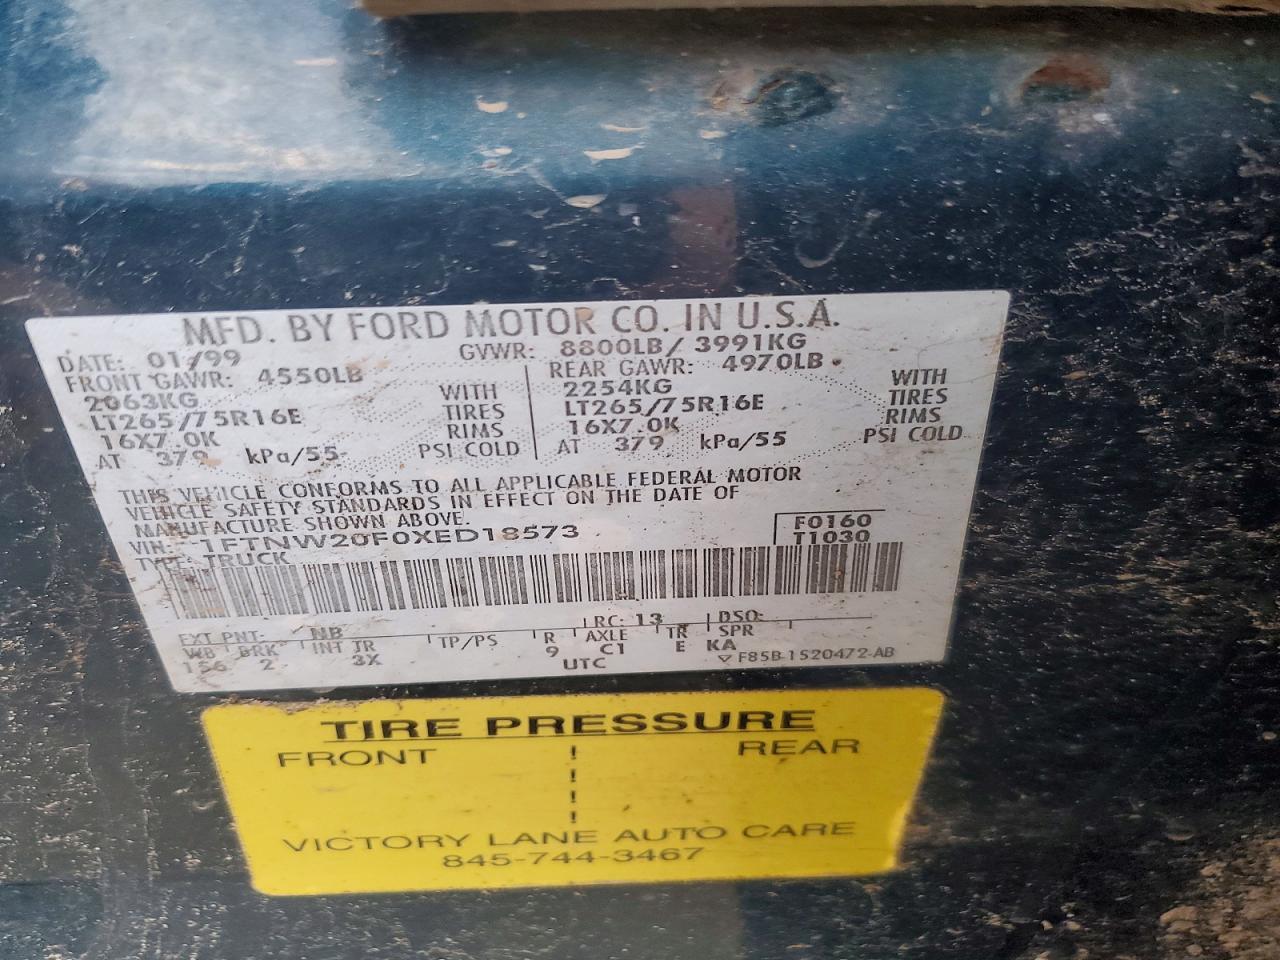 MFD. BY FORD MOTOR CO. IN U.S.A.
DATE: 01/99 GVWR: 8800LB/ 3991KG
FRONT GAWR: 4550LB REAR GAWR: 4970LB
2063KG WITH 2254KG WITH
LT265/75R16E TIRES LT265/75R16E TIRES
16X7.0K RIMS 16X7.0K RIMS
AT 379 kPa/55 PSI COLD AT 379 kPa/55 PSI COLD
THIS VEHICLE CONFORMS TO ALL APPLICABLE FEDERAL MOTOR
VEHICLE SAFETY STANDARDS IN EFFECT ON THE DATE OF
MANUFACTURE SHOWN ABOVE.
VIN: 1FTNW20F0XED18573 F0160
TYPE: TRUCK T1030
EXT PNT: NB RC: 13 DSO:
WB BRK INT TR TP/PS R AXLE TR SPR
156 2 3X 9 C1 E KA
UTC ▽ F85B-1520472-AB
TIRE PRESSURE
FRONT REAR
VICTORY LANE AUTO CARE
845-744-3467